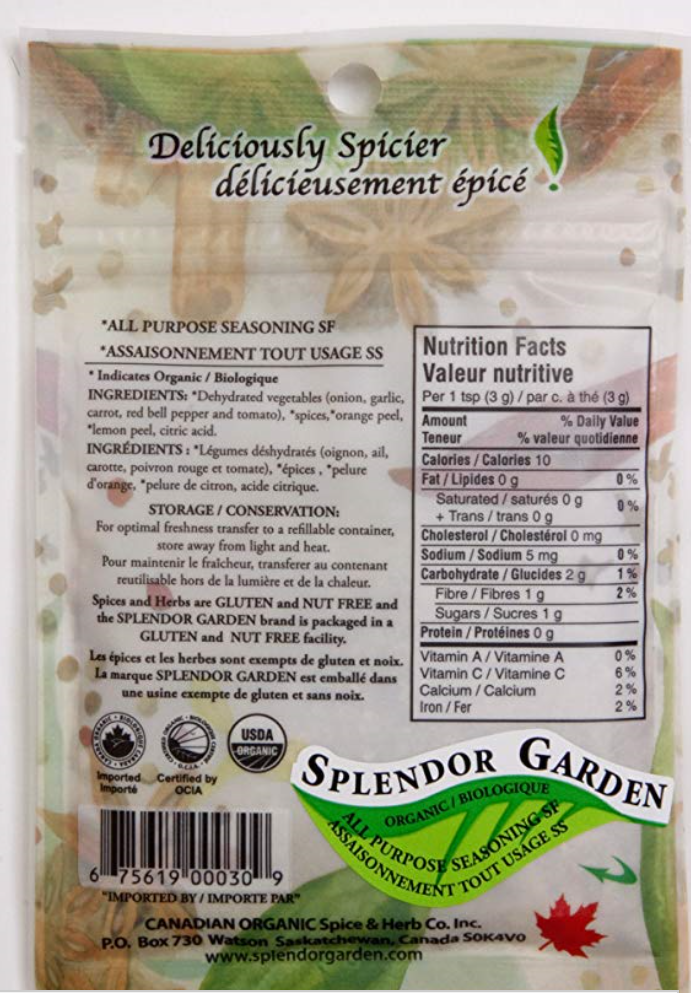 Deliciously Spicier
délicieusement épicé
*ALL PURPOSE SEASONING SF
*ASSAISONNEMENT TOUT USAGE SS
* Indicates Organic / Biologique
INGREDIENTS: *Dehydrated vegetables (onion, garlic,
carrot, red bell pepper and tomato), *spices,*orange peel,
*lemon peel, citric acid.
INGRÉDIENTS : *Légumes déshydratés (oignon, ail,
carotte, poivron rouge et tomate), *épices , *pelure
d'orange, *pelure de citron, acide citrique.
STORAGE / CONSERVATION:
For optimal freshness transfer to a refillable container,
store away from light and heat.
Pour maintenir le fraîcheur, transferer au contenant
reutilisable hors de la lumière et de la chaleur.
Spices and Herbs are GLUTEN and NUT FREE and
the SPLENDOR GARDEN brand is packaged in a
GLUTEN and NUT FREE facility.
Les épices et les herbes sont exempts de gluten et noix.
La marque SPLENDOR GARDEN est emballé dans
une usine exempte de gluten et sans noix.
Nutrition Facts
Valeur nutritive
Per 1 tsp (3 g) / par c. à thé (3 g)
Amount % Daily Value
Teneur % valeur quotidienne
Calories / Calories 10
Fat / Lipides 0 g 0 %
Saturated / saturés 0 g
+ Trans / trans 0 g 0 %
Cholesterol / Cholestérol 0 mg
Sodium / Sodium 5 mg 0 %
Carbohydrate / Glucides 2 g 1 %
Fibre / Fibres 1 g 2 %
Sugars / Sucres 1 g
Protein / Protéines 0 g
Vitamin A / Vitamine A 0 %
Vitamin C / Vitamine C 6 %
Calcium / Calcium 2 %
Iron / Fer 2 %
USDA
ORGANIC
Imported
Importé
Certified by
OCIA
SPLENDOR GARDEN
ORGANIC / BIOLOGIQUE
ALL PURPOSE SEASONING SF
ASSAISONNEMENT TOUT USAGE SS
6 75619 00030 9
"IMPORTED BY / IMPORTE PAR"
CANADIAN ORGANIC Spice & Herb Co. Inc.
P.O. Box 730 Watson Saskatchewan, Canada S0K4V0
www.splendorgarden.com